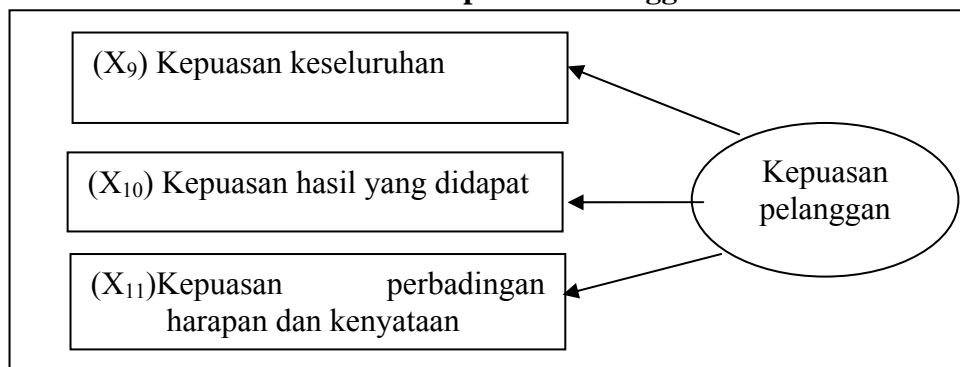 (X₉) Kepuasan keseluruhan
(X₁₀) Kepuasan hasil yang didapat
(X₁₁)Kepuasan perbadingan
harapan dan kenyataan
Kepuasan
pelanggan